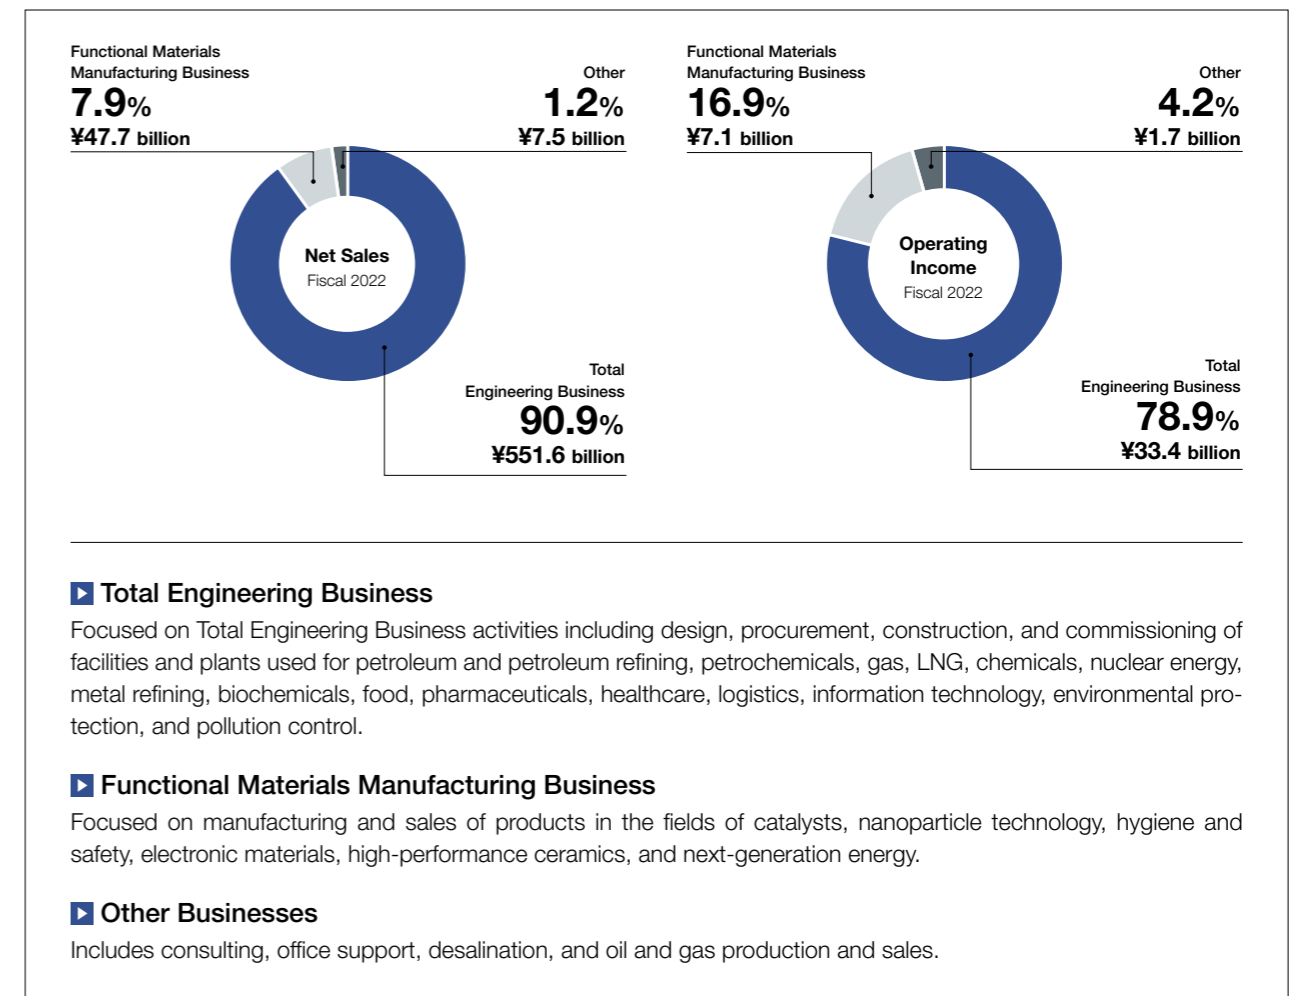 Functional Materials
Manufacturing Business
7.9%
¥47.7 billion
Other
1.2%
¥7.5 billion
Net Sales
Fiscal 2022
Total
Engineering Business
90.9%
¥551.6 billion
Functional Materials
Manufacturing Business
16.9%
¥7.1 billion
Other
4.2%
¥1.7 billion
Operating
Income
Fiscal 2022
Total
Engineering Business
78.9%
¥33.4 billion
Total Engineering Business
Focused on Total Engineering Business activities including design, procurement, construction, and commissioning of
facilities and plants used for petroleum and petroleum refining, petrochemicals, gas, LNG, chemicals, nuclear energy,
metal refining, biochemicals, food, pharmaceuticals, healthcare, logistics, information technology, environmental pro-
tection, and pollution control.
Functional Materials Manufacturing Business
Focused on manufacturing and sales of products in the fields of catalysts, nanoparticle technology, hygiene and
safety, electronic materials, high-performance ceramics, and next-generation energy.
Other Businesses
Includes consulting, office support, desalination, and oil and gas production and sales.